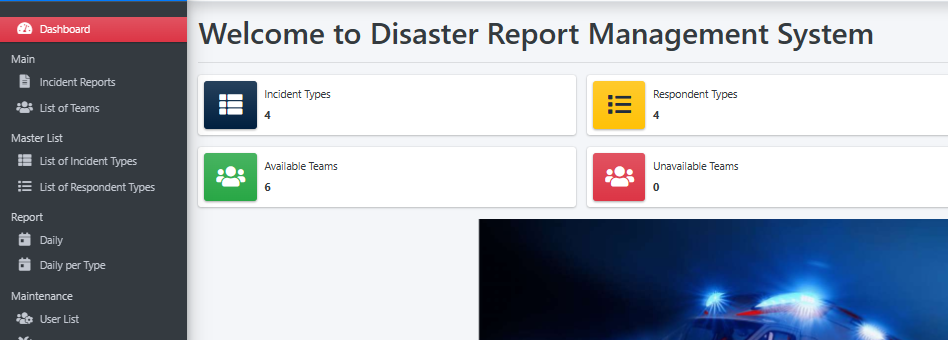 Dashboard
Main
Incident Reports
List of Teams
Master List
List of Incident Types
List of Respondent Types
Report
Daily
Daily per Type
Maintenance
User List
Welcome to Disaster Report Management System
Incident Types
4
Respondent Types
4
Available Teams
6
Unavailable Teams
0